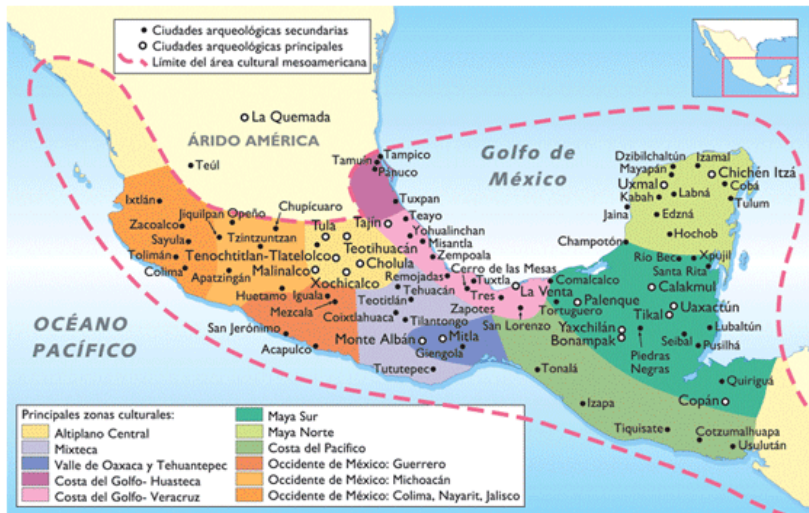 Ciudades arqueológicas secundarias
Ciudades arqueológicas principales
Límite del área cultural mesoamericana
La Quemada
ÁRIDO AMÉRICA
Teúl
Tamuín
Tampico
Pánuco
Golfo de
México
Dzibilchaltún
Izamal
Mayapán
Chichén Itzá
Uxmal
Cobá
Kabah
Labná
Tulum
Jaina
Edzná
Hochob
Champotón
Ixtlán
Jiquilpan
Opeño
Chupícuaro
Tuxpan
Zacoalco
Tula
Tajín
Teayo
Sayula
Tzintzuntzan
Teotihuacán
Yohualinchan
Misantla
Tolimán
Tenochtitlan-Tlatelolco
Cholula
Zempoala
Colima
Apatzingán
Malinalco
Xochicalco
Remojadas
Cerro de las Mesas
Tuxtla
Comalcalco
Río Bec
Xpujil
Santa Rita
Calakmul
Huetamo
Iguala
Tehuacán
Teotitlán
Tres
Zapotes
La Venta
Palenque
Tortuguero
Uaxactún
Tikal
Mezcala
Coixtlahuaca
Tilantongo
San Lorenzo
Yaxchilán
Bonampak
Lubaltún
OCÉANO
PACÍFICO
San Jerónimo
Monte Albán
Mitla
Giengola
Piedras
Negras
Seibal
Pusilhá
Acapulco
Tututepec
Tonalá
Quiriguá
Copán
Izapa
Tiquisate
Cotzumalhuapa
Usulután
Principales zonas culturales:
Altiplano Central
Mixteca
Valle de Oaxaca y Tehuantepec
Costa del Golfo- Huasteca
Costa del Golfo-Veracruz
Maya Sur
Maya Norte
Costa del Pacífico
Occidente de México: Guerrero
Occidente de México: Michoacán
Occidente de México: Colima, Nayarit, Jalisco